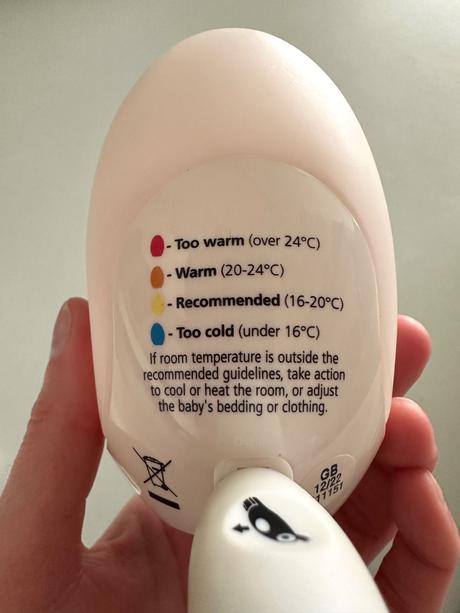 - Too warm (over 24°C)
- Warm (20-24°C)
- Recommended (16-20°C)
- Too cold (under 16°C)
If room temperature is outside the
recommended guidelines, take action
to cool or heat the room, or adjust
the baby's bedding or clothing.
GB
12/22
11151